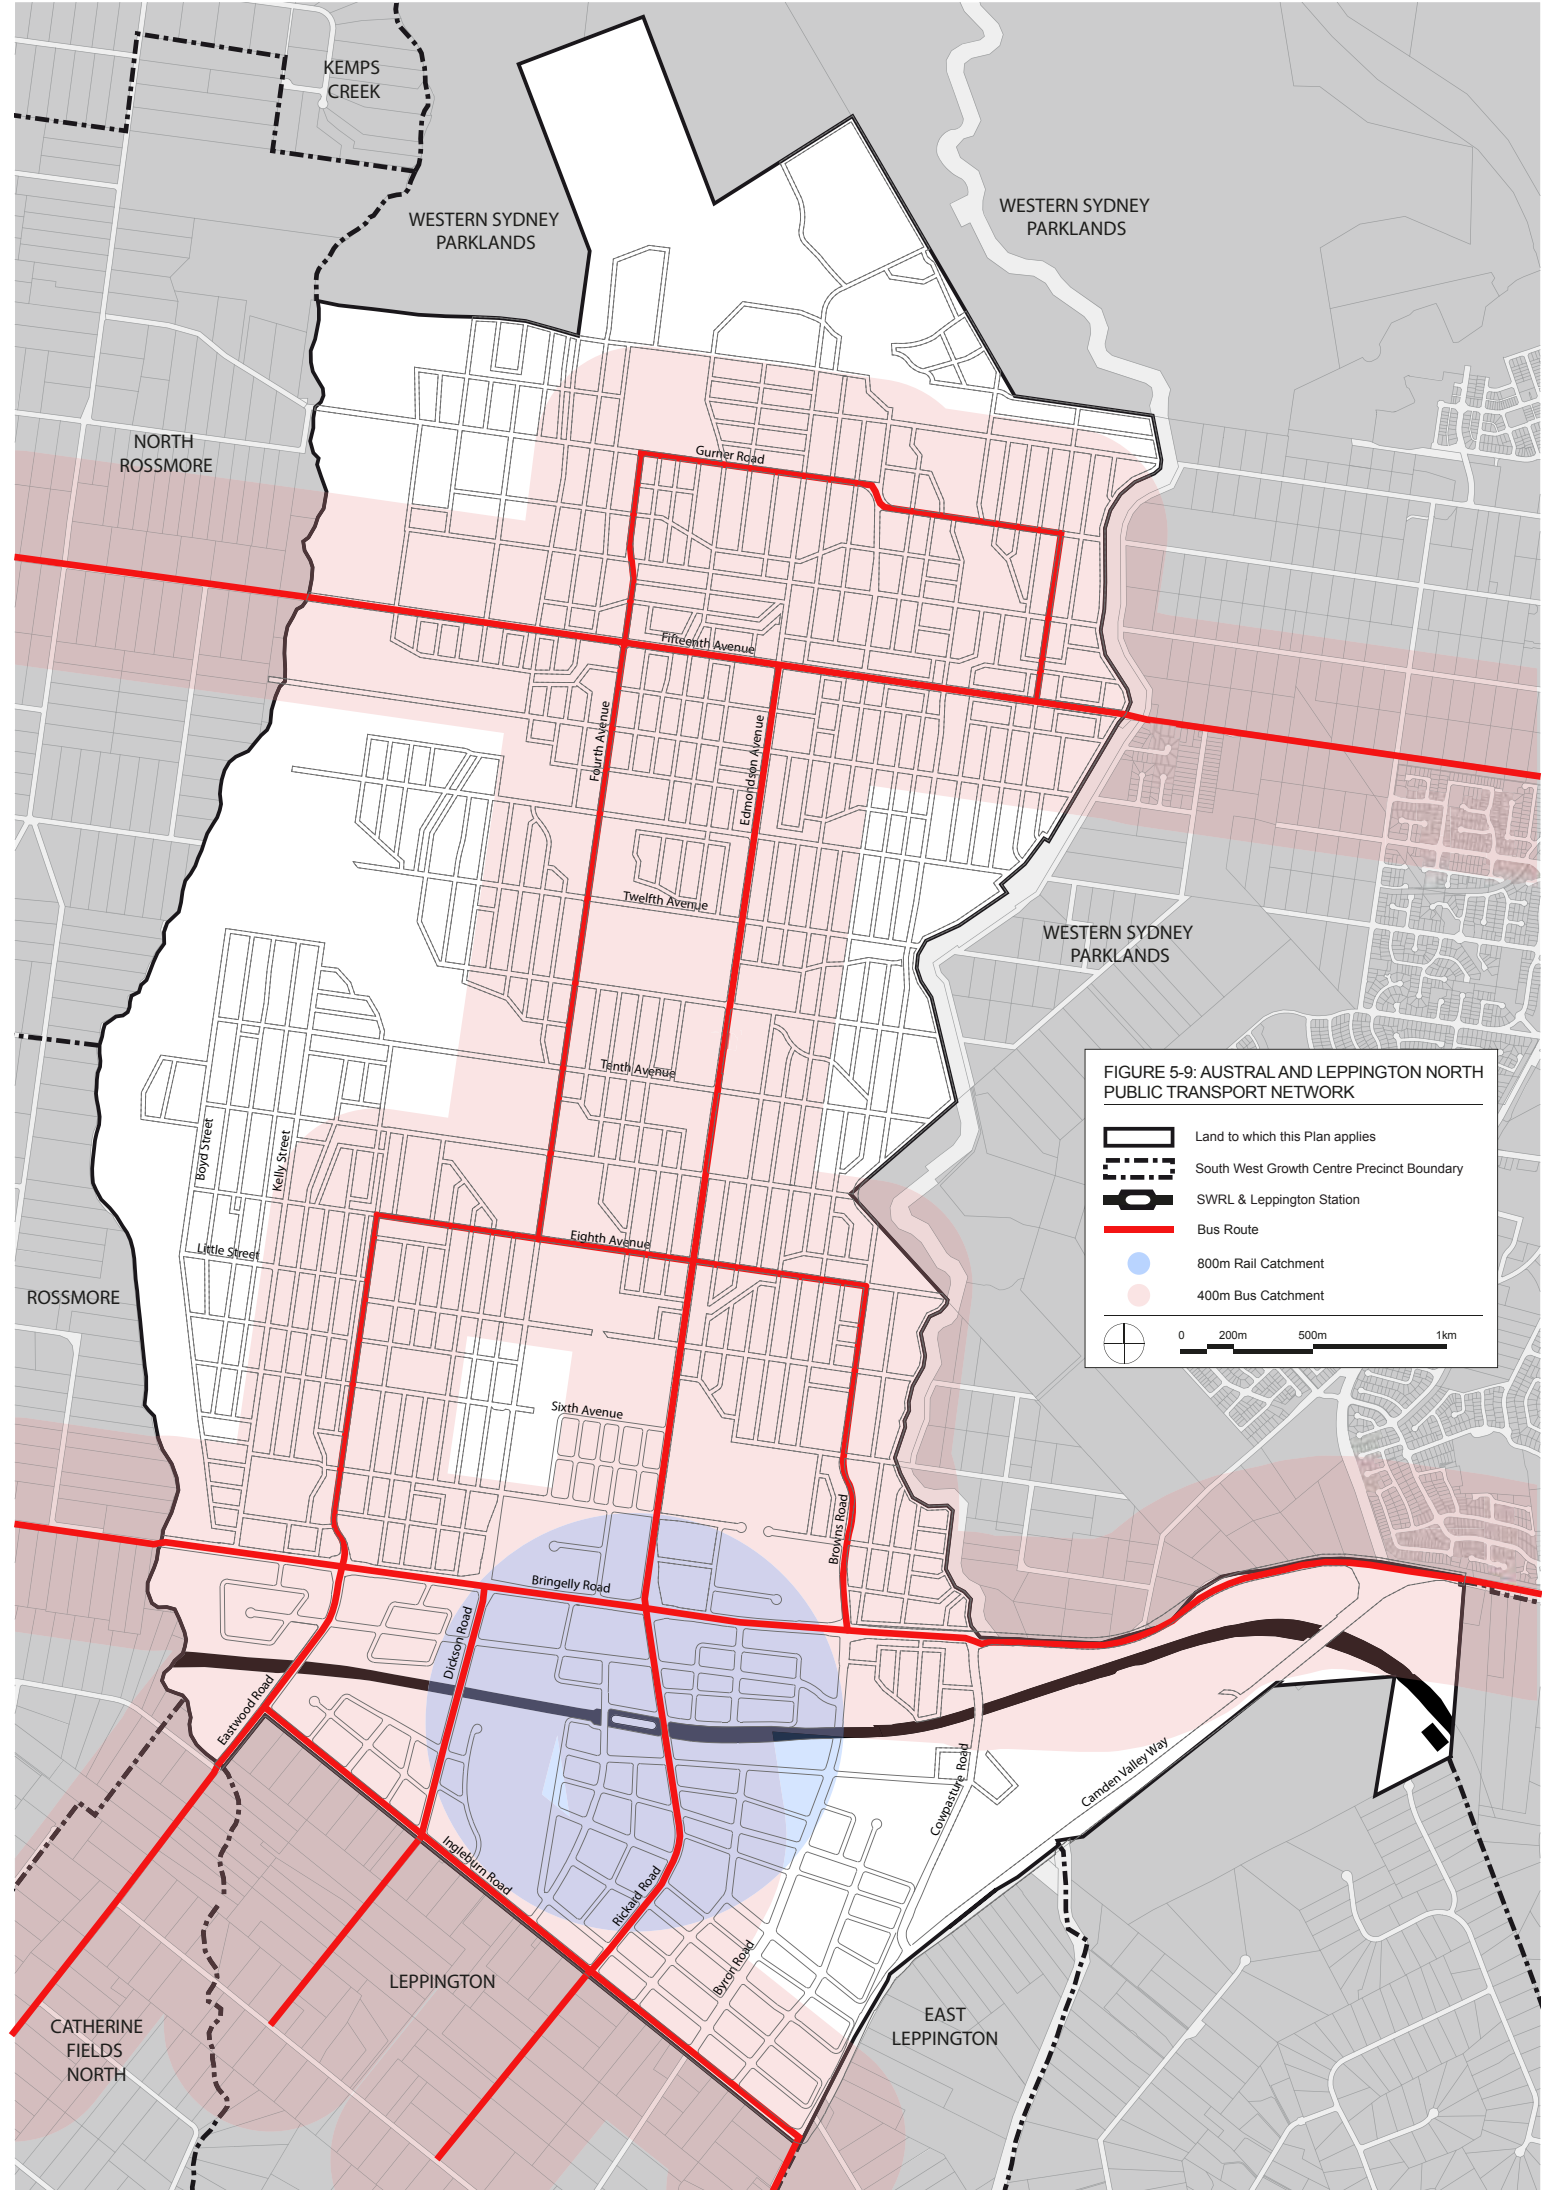 KEMPS
CREEK
WESTERN SYDNEY
PARKLANDS
WESTERN SYDNEY
PARKLANDS
NORTH
ROSSMORE
Gurner Road
Fifteenth Avenue
Fourth Avenue
Edmondson Avenue
Twelfth Avenue
WESTERN SYDNEY
PARKLANDS
Tenth Avenue
Boyd Street
Kelly Street
Little Street
Eighth Avenue
ROSSMORE
Sixth Avenue
Browns Road
Bringelly Road
Dickson Road
Eastwood Road
Cowpasture Road
Camden Valley Way
Ingleburn Road
Rickard Road
Byron Road
LEPPINGTON
CATHERINE
FIELDS
NORTH
EAST
LEPPINGTON
FIGURE 5-9: AUSTRAL AND LEPPINGTON NORTH
PUBLIC TRANSPORT NETWORK
Land to which this Plan applies
South West Growth Centre Precinct Boundary
SWRL & Leppington Station
Bus Route
800m Rail Catchment
400m Bus Catchment
0 200m 500m 1km